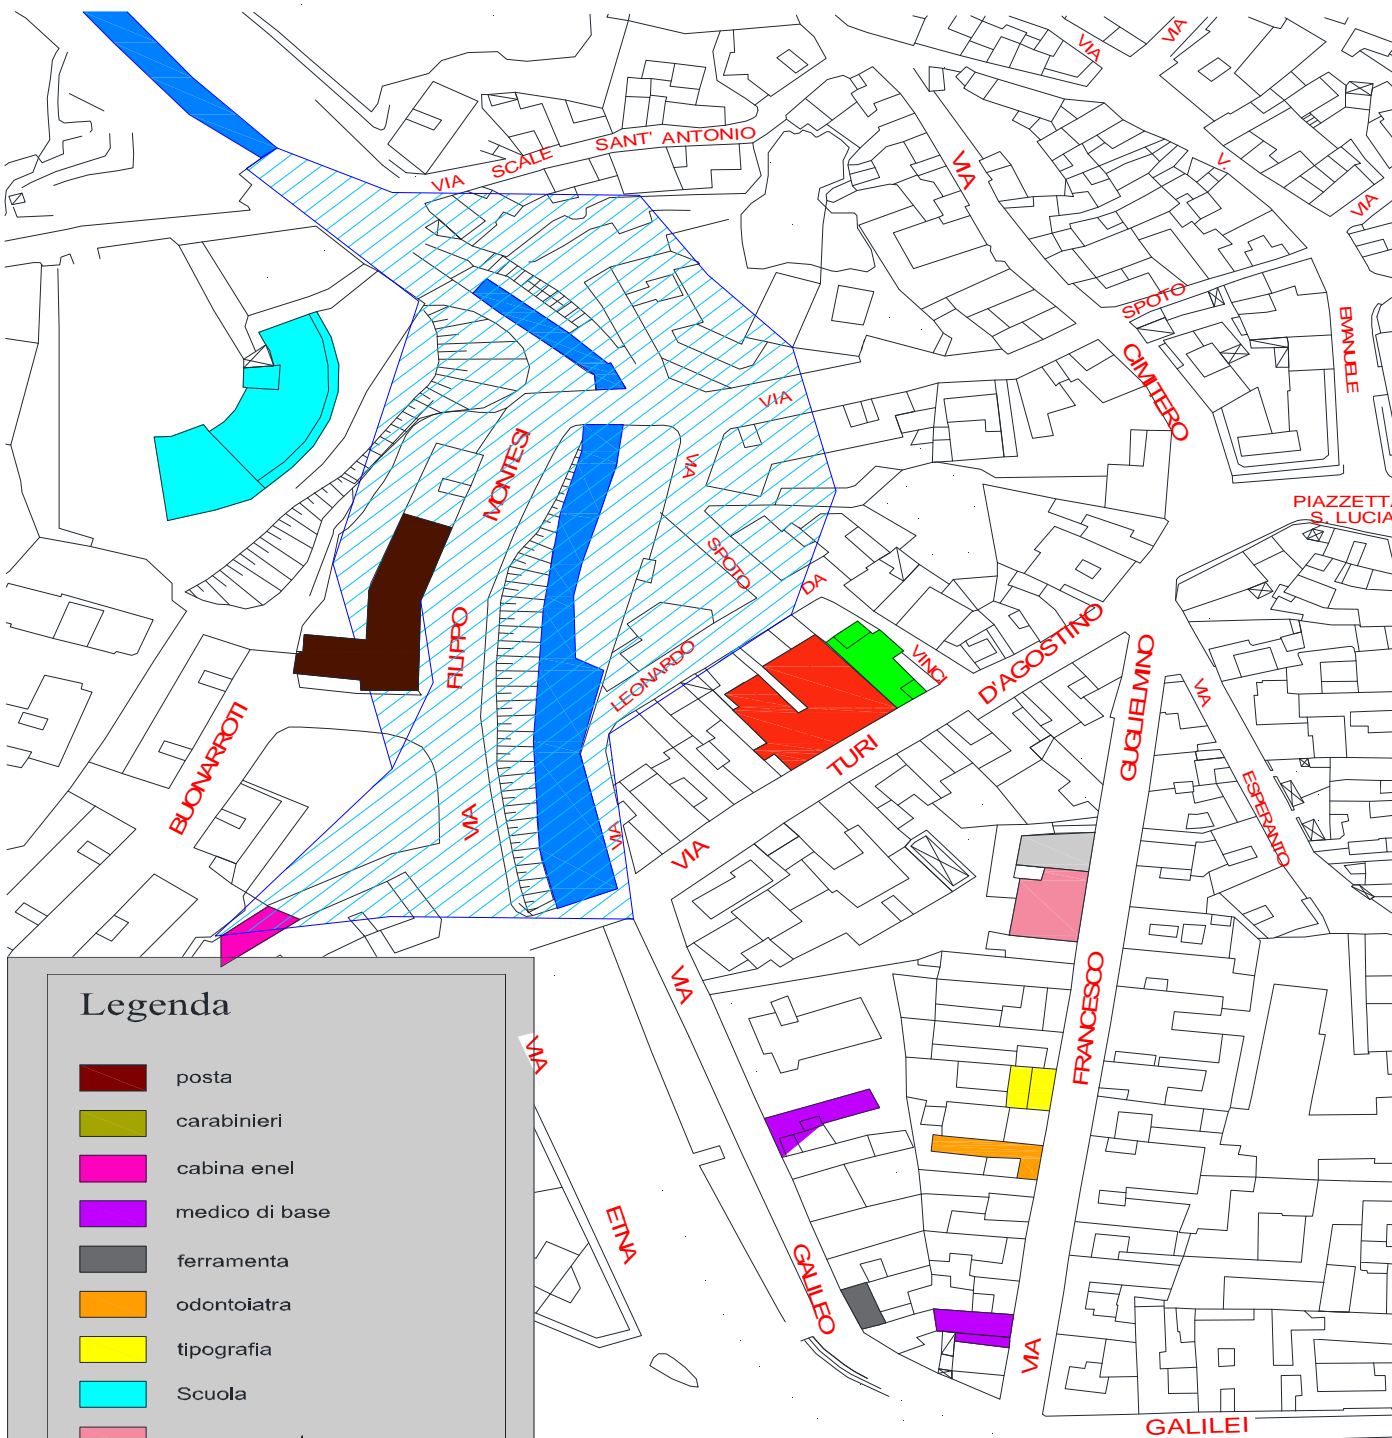 VIA
VIA
VIA SCALE SANT' ANTONIO
VIA
V.
VIA
SPOTO
EMANUELE
CIMITERO
VIA
MONTESI
VIA
PIAZZETTA
S. LUCIA
SPOTO
DA
FILIPPO
LEONARDO
VINCI
D'AGOSTINO
GUGLIELMINO
VIA
BUONARROTI
TURI
ESPERANTO
VIA
VIA
VIA
VIA
FRANCESCO
Legenda
VIA
posta
carabinieri
cabina enel
medico di base
ETNA
ferramenta
GALILEO
odontoiatra
tipografia
VIA
Scuola
GALILEI